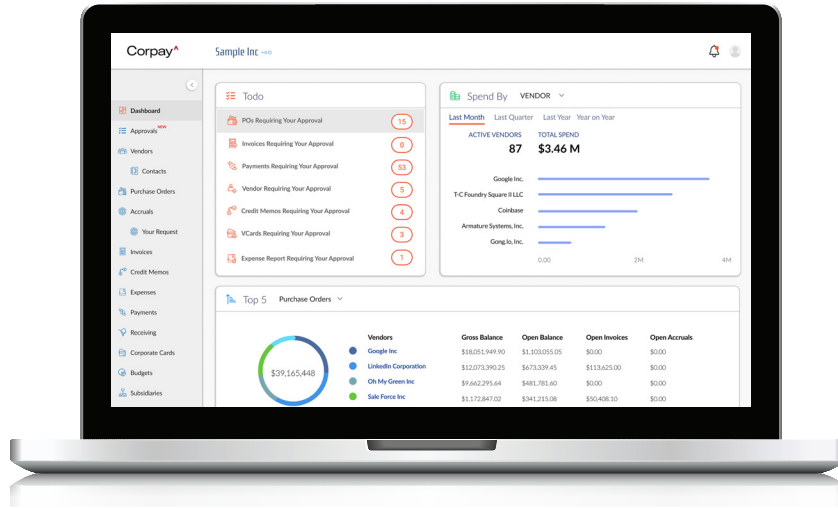 Corpay^
Sample Inc
Dashboard
Approvals NEW
Vendors
Contacts
Purchase Orders
Accruals
Your Request
Invoices
Credit Memos
Expenses
Payments
Receiving
Corporate Cards
Budgets
Subsidiaries
Todo
POs Requiring Your Approval 15
Invoices Requiring Your Approval 0
Payments Requiring Your Approval 53
Vendor Requiring Your Approval 5
Credit Memos Requiring Your Approval 4
VCards Requiring Your Approval 3
Expense Report Requiring Your Approval 1
Spend By VENDOR
Last Month Last Quarter Last Year Year on Year
ACTIVE VENDORS TOTAL SPEND
87 $3.46 M
Google Inc.
T-C Foundry Square II LLC
Coinbase
Armature Systems, Inc.
Gong.Io, Inc.
0.00 2M 4M
Top 5 Purchase Orders
$39,165,448
Vendors Gross Balance Open Balance Open Invoices Open Accruals
Google Inc $18,051,949.90 $1,103,055.05 $0.00 $0.00
LinkedIn Corporation $12,073,390.25 $673,339.45 $113,625.00 $0.00
Oh My Green Inc $9,662,295.64 $481,781.60 $0.00 $0.00
Sale Force Inc $1,172,847.02 $341,215.08 $50,408.10 $0.00